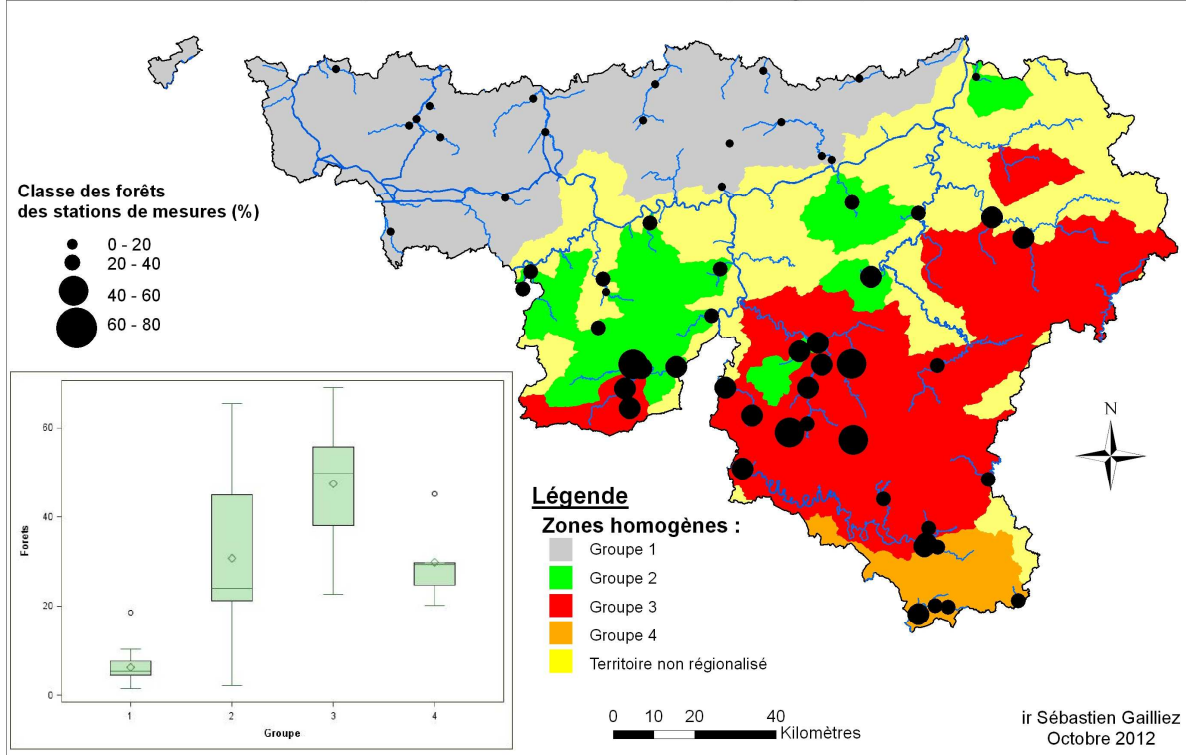 Classe des forêts
des stations de mesures (%)
0 - 20
20 - 40
40 - 60
60 - 80
Forets
60
40
20
0
1
2
3
4
Groupe
Légende
Zones homogènes :
Groupe 1
Groupe 2
Groupe 3
Groupe 4
Territoire non régionalisé
0 10 20 40
Kilomètres
N
ir Sébastien Gailliez
Octobre 2012